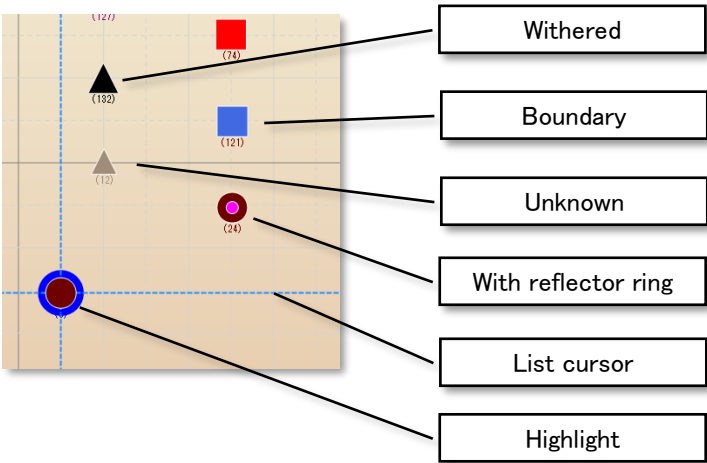 (127)
(74)
(132)
(121)
(12)
(24)
Withered
Boundary
Unknown
With reflector ring
List cursor
Highlight